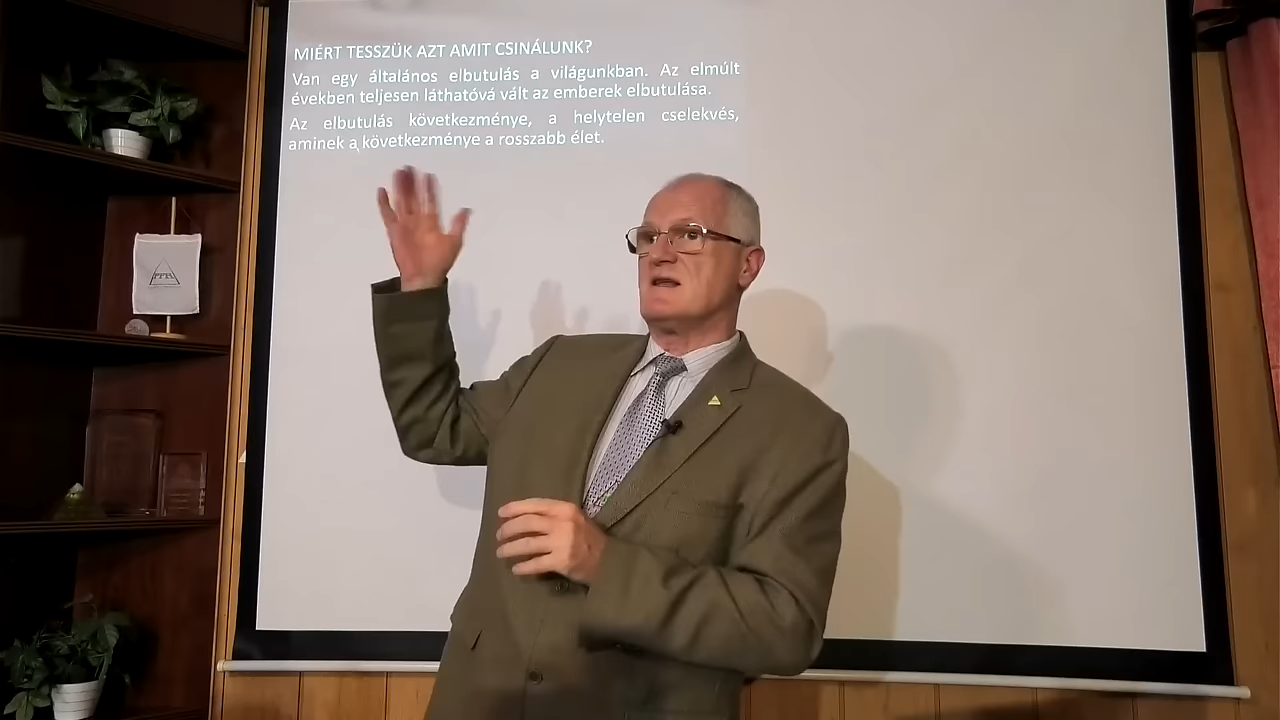 MIÉRT TESSZÜK AZT AMIT CSINÁLUNK?
Van egy általános elbutulás a világunkban. Az elmúlt
években teljesen láthatóvá vált az emberek elbutulása.
Az elbutulás következménye, a helytelen cselekvés,
aminek a következménye a rosszabb élet.